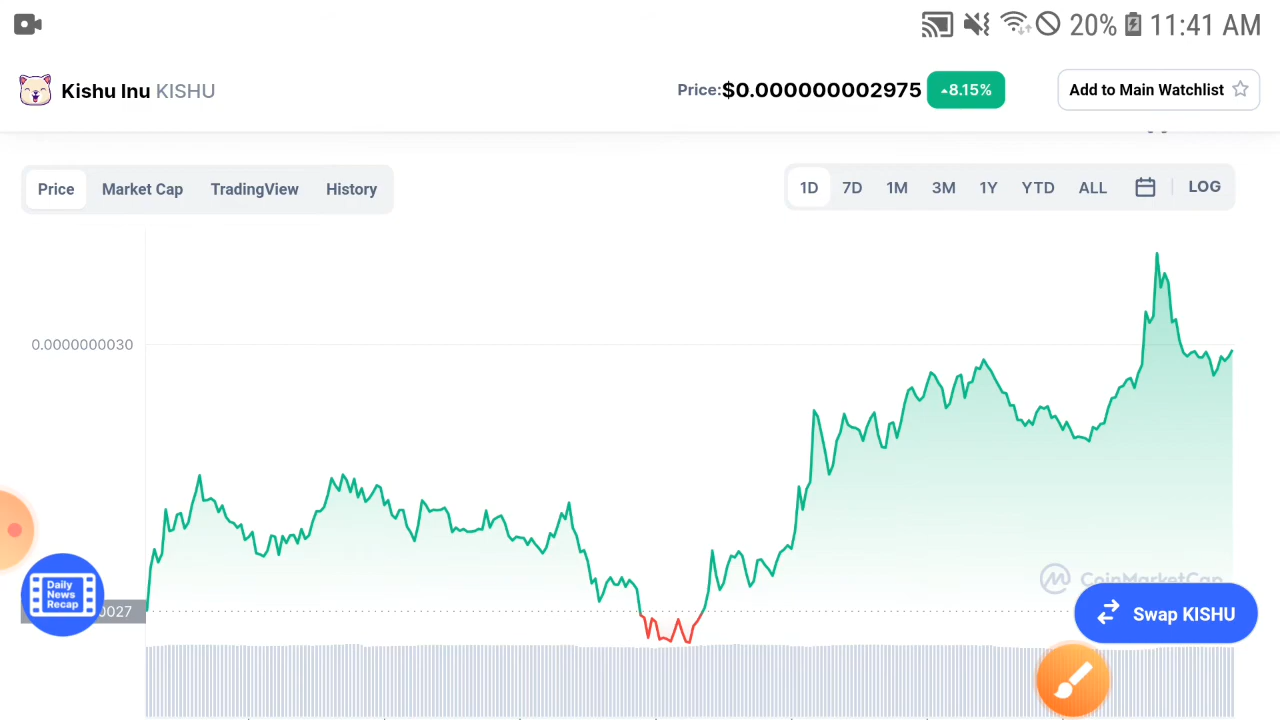 20% 11:41 AM
Kishu Inu KISHU Price:$0.000000002975 8.15% Add to Main Watchlist
Price Market Cap TradingView History 1D 7D 1M 3M 1Y YTD ALL LOG
0.0000000030
CoinMarketCap
Daily
News
Recap
0027
Swap KISHU